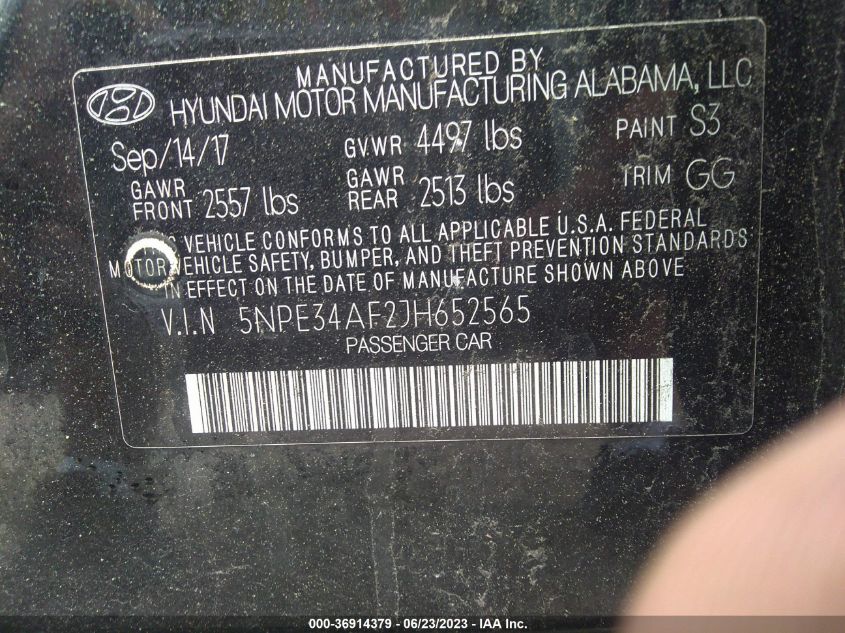 MANUFACTURED BY
HYUNDAI MOTOR MANUFACTURING ALABAMA, LLC
Sep/14/17 GVWR 4497 lbs PAINT S3
GAWR FRONT 2557 lbs GAWR REAR 2513 lbs TRIM GG
VEHICLE CONFORMS TO ALL APPLICABLE U.S.A. FEDERAL
MOTOR VEHICLE SAFETY, BUMPER, AND THEFT PREVENTION STANDARDS
IN EFFECT ON THE DATE OF MANUFACTURE SHOWN ABOVE
V.I.N 5NPE34AF2JH652565
PASSENGER CAR
000-36914379 - 06/23/2023 - IAA Inc.